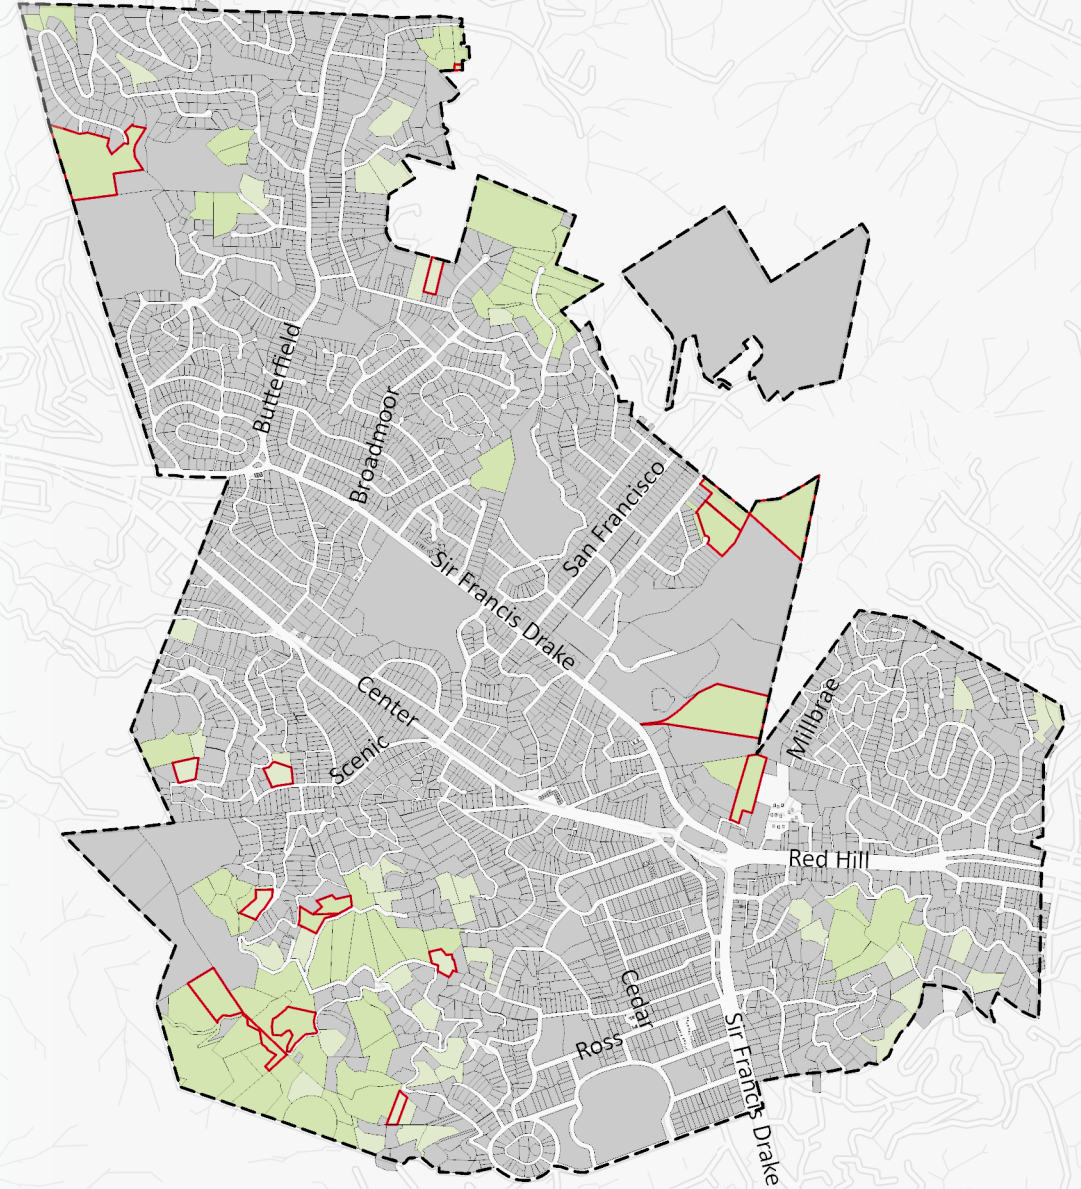 Butterfield
Broadmoor
San Francisco
Sir Francis Drake
Center
Scenic
Millbrae
Red Hill
Cedar
Ross
Sir Francis Drake